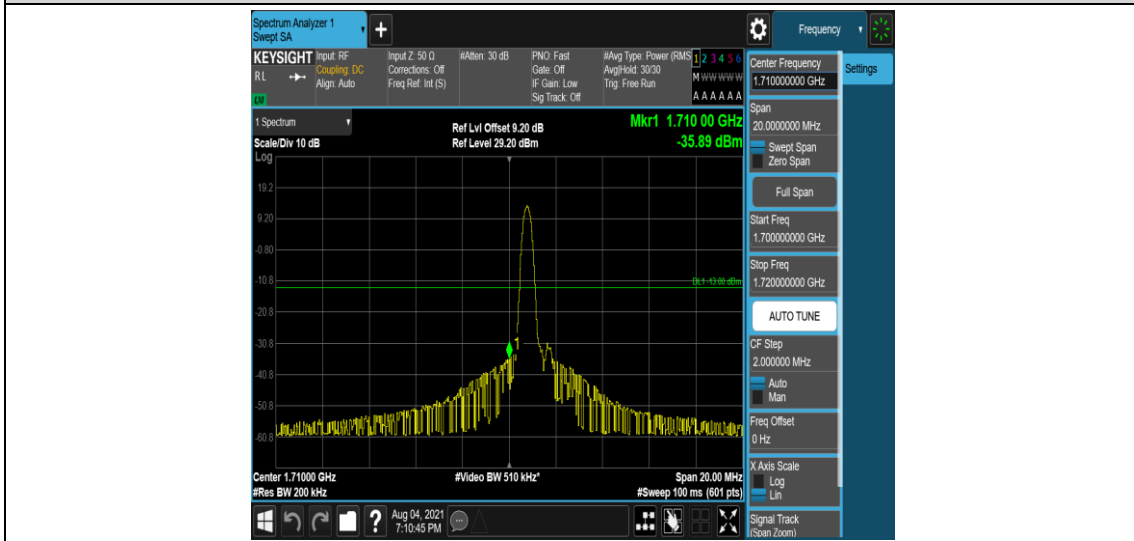 Spectrum Analyzer 1
Swept SA
+
Frequency
KEYSIGHT
RL
LXI
Input: RF
Coupling: DC
Align: Auto
Input Z: 50 Ω
Corrections: Off
Freq Ref: Int (S)
#Atten: 30 dB
PNO: Fast
Gate: Off
IF Gain: Low
Sig Track: Off
#Avg Type: Power (RMS
Avg|Hold: 30/30
Trig: Free Run
1 2 3 4 5 6
M W W W W W
A A A A A A
Center Frequency
1.710000000 GHz
Settings
Span
20.0000000 MHz
Swept Span
Zero Span
Full Span
Start Freq
1.700000000 GHz
Stop Freq
1.720000000 GHz
AUTO TUNE
CF Step
2.000000 MHz
Auto
Man
Freq Offset
0 Hz
X Axis Scale
Log
Lin
Signal Track
(Span Zoom)
1 Spectrum
Scale/Div 10 dB
Log
Ref Lvl Offset 9.20 dB
Ref Level 29.20 dBm
Mkr1 1.710 00 GHz
-35.89 dBm
19.2
9.20
-0.80
-10.8
DL1 -13.00 dBm
-20.8
-30.8
1
-40.8
-50.8
-60.8
Center 1.71000 GHz
#Video BW 510 kHz*
Span 20.00 MHz
#Res BW 200 kHz
#Sweep 100 ms (601 pts)
?
Aug 04, 2021
7:10:45 PM